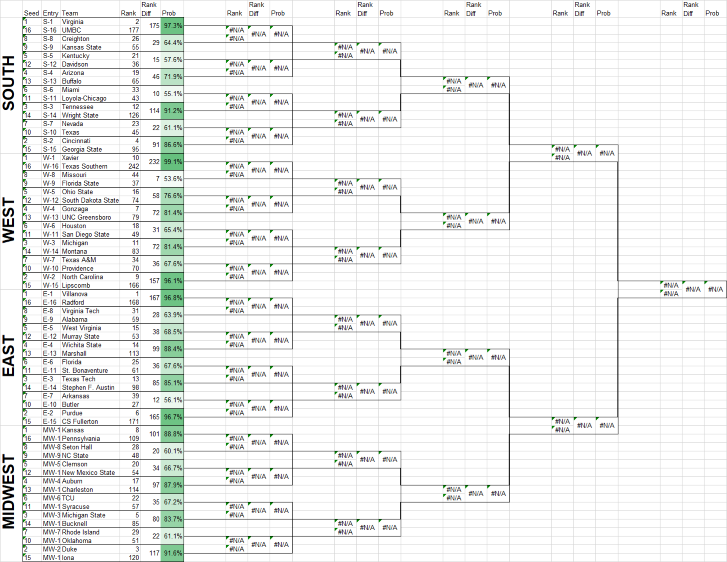 Rank Rank Rank Rank Rank
Seed Entry Team Rank Diff Prob Rank Diff Prob Rank Diff Prob Rank Diff Prob Rank Diff Prob
SOUTH
1 S-1 Virginia 2 175 97.3%
16 S-16 UMBC 177 #N/A #N/A #N/A
8 S-8 Creighton 26 29 64.4% #N/A
9 S-9 Kansas State 55 #N/A #N/A #N/A
5 S-5 Kentucky 21 15 57.6% #N/A
12 S-12 Davidson 36 #N/A #N/A #N/A
4 S-4 Arizona 19 46 71.9% #N/A
13 S-13 Buffalo 65 #N/A #N/A #N/A
6 S-6 Miami 33 10 55.1% #N/A
11 S-11 Loyola-Chicago 43 #N/A #N/A #N/A
3 S-3 Tennessee 12 114 91.2% #N/A
14 S-14 Wright State 126 #N/A #N/A #N/A
7 S-7 Nevada 23 22 61.1% #N/A
10 S-10 Texas 45 #N/A #N/A #N/A
2 S-2 Cincinnati 4 91 86.6% #N/A
15 S-15 Georgia State 95 #N/A #N/A #N/A
WEST
1 W-1 Xavier 10 232 99.1% #N/A
16 W-16 Texas Southern 242 #N/A #N/A #N/A
8 W-8 Missouri 44 7 53.6% #N/A
9 W-9 Florida State 37 #N/A #N/A #N/A
5 W-5 Ohio State 16 58 76.6% #N/A
12 W-12 South Dakota State 74 #N/A #N/A #N/A
4 W-4 Gonzaga 7 72 81.4% #N/A
13 W-13 UNC Greensboro 79 #N/A #N/A #N/A
6 W-6 Houston 18 31 65.4% #N/A
11 W-11 San Diego State 49 #N/A #N/A #N/A
3 W-3 Michigan 11 72 81.4% #N/A
14 W-14 Montana 83 #N/A #N/A #N/A
7 W-7 Texas A&M 34 36 67.6% #N/A
10 W-10 Providence 70 #N/A #N/A #N/A
2 W-2 North Carolina 9 157 96.1% #N/A
15 W-15 Lipscomb 166 #N/A #N/A #N/A
EAST
1 E-1 Villanova 1 167 96.8% #N/A
16 E-16 Radford 168 #N/A #N/A #N/A
8 E-8 Virginia Tech 31 28 63.9% #N/A
9 E-9 Alabama 59 #N/A #N/A #N/A
5 E-5 West Virginia 15 38 68.5% #N/A
12 E-12 Murray State 53 #N/A #N/A #N/A
4 E-4 Wichita State 14 99 88.4% #N/A
13 E-13 Marshall 113 #N/A #N/A #N/A
6 E-6 Florida 25 36 67.6% #N/A
11 E-11 St. Bonaventure 61 #N/A #N/A #N/A
3 E-3 Texas Tech 13 85 85.1% #N/A
14 E-14 Stephen F. Austin 98 #N/A #N/A #N/A
7 E-7 Arkansas 39 12 56.1% #N/A
10 E-10 Butler 27 #N/A #N/A #N/A
2 E-2 Purdue 6 165 96.7% #N/A
15 E-15 CS Fullerton 171 #N/A #N/A #N/A
MIDWEST
1 MW-1 Kansas 8 101 88.8% #N/A
16 MW-1 Pennsylvania 109 #N/A #N/A #N/A
8 MW-8 Seton Hall 28 20 60.1% #N/A
9 MW-9 NC State 48 #N/A #N/A #N/A
5 MW-5 Clemson 20 34 66.7% #N/A
12 MW-1 New Mexico State 54 #N/A #N/A #N/A
4 MW-4 Auburn 17 97 87.9% #N/A
13 MW-1 Charleston 114 #N/A #N/A #N/A
6 MW-6 TCU 22 35 67.2% #N/A
11 MW-1 Syracuse 57 #N/A #N/A #N/A
3 MW-3 Michigan State 5 80 83.7% #N/A
14 MW-1 Bucknell 85 #N/A #N/A #N/A
7 MW-7 Rhode Island 29 22 61.1% #N/A
10 MW-1 Oklahoma 51 #N/A #N/A #N/A
2 MW-2 Duke 3 117 91.6% #N/A
15 MW-1 Iona 120